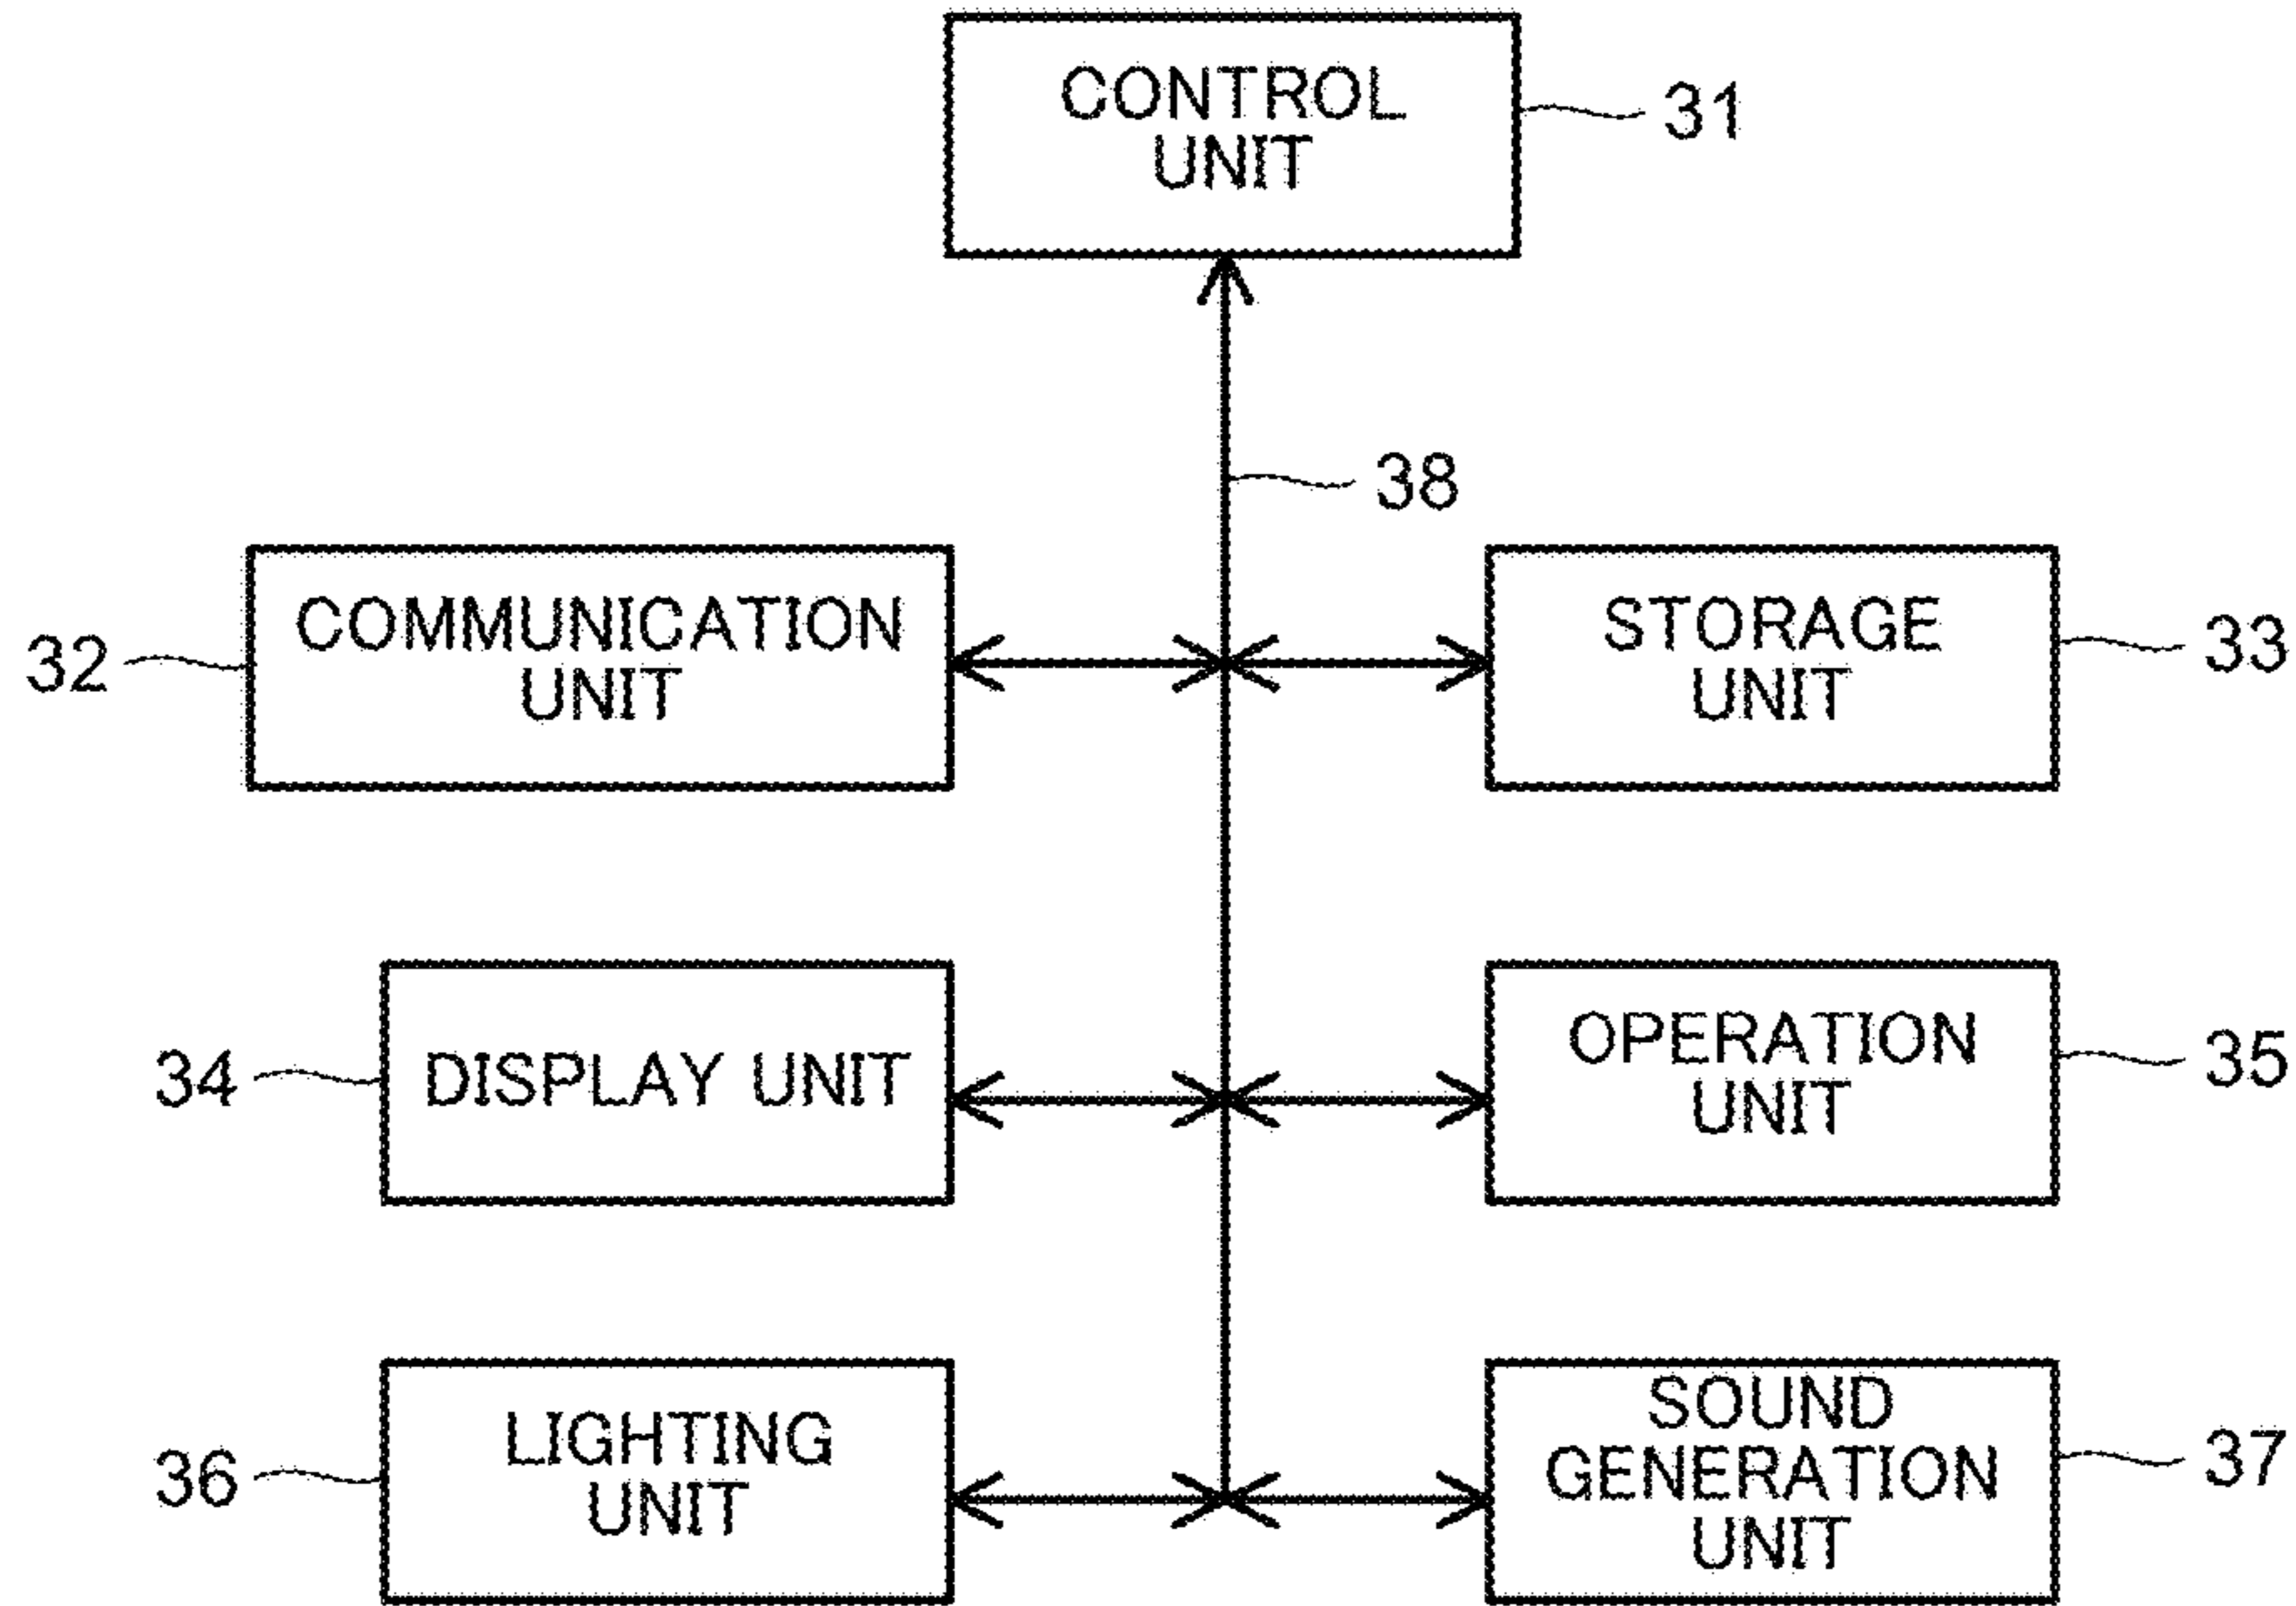 CONTROL
UNIT
31
38
32
COMMUNICATION
UNIT
STORAGE
UNIT
33
34
DISPLAY UNIT
OPERATION
UNIT
35
36
LIGHTING
UNIT
SOUND
GENERATION
UNIT
37